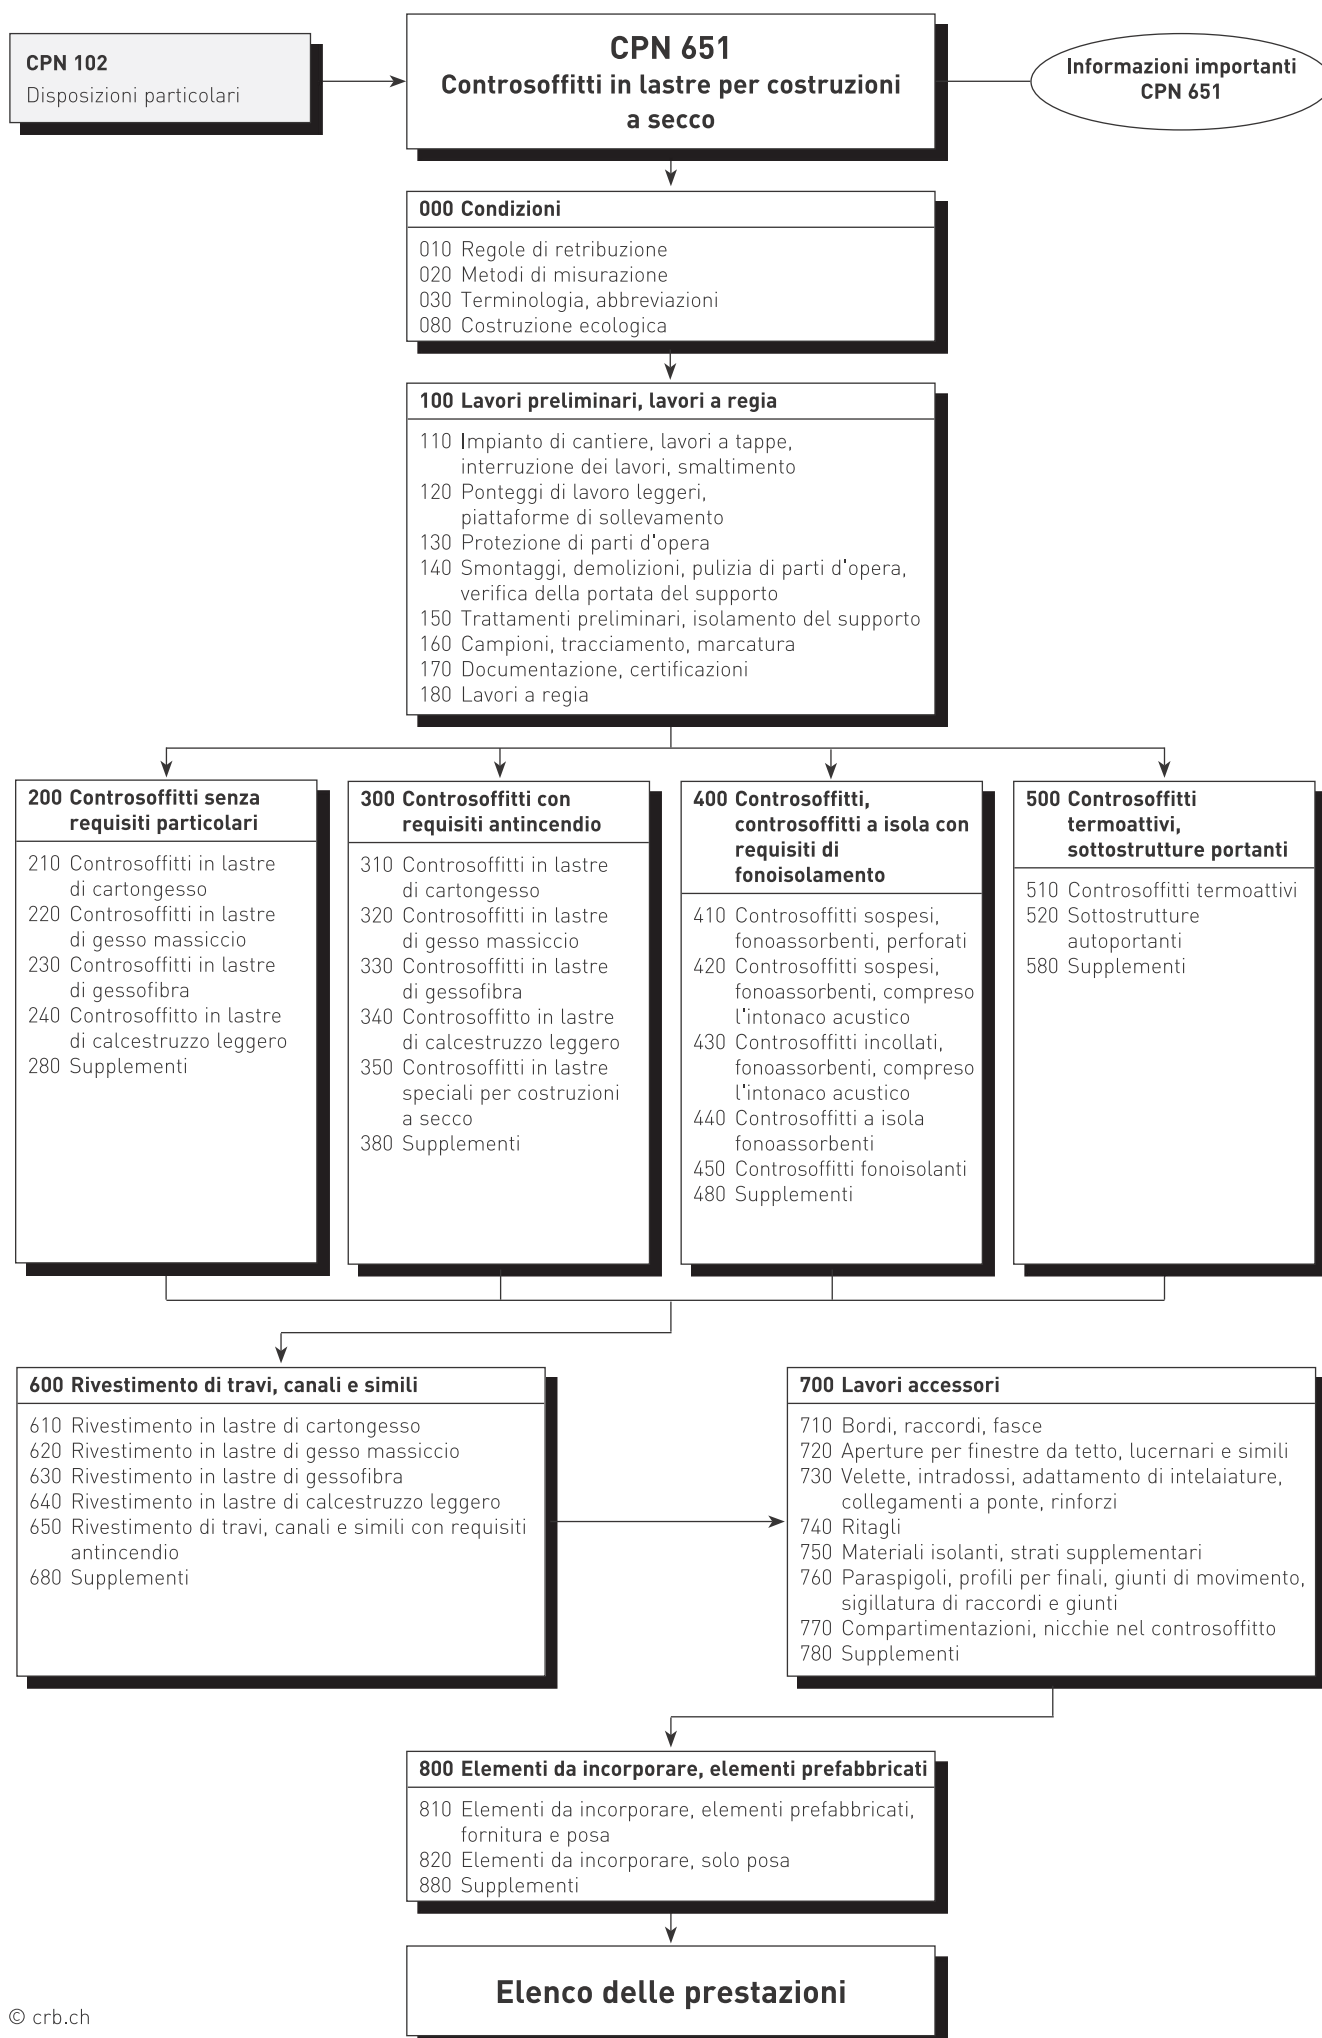 CPN 102
Disposizioni particolari
CPN 651
Controsoffitti in lastre per costruzioni
a secco
Informazioni importanti
CPN 651
000 Condizioni
010 Regole di retribuzione
020 Metodi di misurazione
030 Terminologia, abbreviazioni
080 Costruzione ecologica
100 Lavori preliminari, lavori a regia
110 Impianto di cantiere, lavori a tappe,
interruzione dei lavori, smaltimento
120 Ponteggi di lavoro leggeri,
piattaforme di sollevamento
130 Protezione di parti d'opera
140 Smontaggi, demolizioni, pulizia di parti d'opera,
verifica della portata del supporto
150 Trattamenti preliminari, isolamento del supporto
160 Campioni, tracciamento, marcatura
170 Documentazione, certificazioni
180 Lavori a regia
200 Controsoffitti senza
requisiti particolari
210 Controsoffitti in lastre
di cartongesso
220 Controsoffitti in lastre
di gesso massiccio
230 Controsoffitti in lastre
di gessofibra
240 Controsoffitto in lastre
di calcestruzzo leggero
280 Supplementi
300 Controsoffitti con
requisiti antincendio
310 Controsoffitti in lastre
di cartongesso
320 Controsoffitti in lastre
di gesso massiccio
330 Controsoffitti in lastre
di gessofibra
340 Controsoffitto in lastre
di calcestruzzo leggero
350 Controsoffitti in lastre
speciali per costruzioni
a secco
380 Supplementi
400 Controsoffitti,
controsoffitti a isola con
requisiti di
fonoisolamento
410 Controsoffitti sospesi,
fonoassorbenti, perforati
420 Controsoffitti sospesi,
fonoassorbenti, compreso
l'intonaco acustico
430 Controsoffitti incollati,
fonoassorbenti, compreso
l'intonaco acustico
440 Controsoffitti a isola
fonoassorbenti
450 Controsoffitti fonoisolanti
480 Supplementi
500 Controsoffitti
termoattivi,
sottostrutture portanti
510 Controsoffitti termoattivi
520 Sottostrutture
autoportanti
580 Supplementi
600 Rivestimento di travi, canali e simili
610 Rivestimento in lastre di cartongesso
620 Rivestimento in lastre di gesso massiccio
630 Rivestimento in lastre di gessofibra
640 Rivestimento in lastre di calcestruzzo leggero
650 Rivestimento di travi, canali e simili con requisiti
antincendio
680 Supplementi
700 Lavori accessori
710 Bordi, raccordi, fasce
720 Aperture per finestre da tetto, lucernari e simili
730 Velette, intradossi, adattamento di intelaiature,
collegamenti a ponte, rinforzi
740 Ritagli
750 Materiali isolanti, strati supplementari
760 Paraspigoli, profili per finali, giunti di movimento,
sigillatura di raccordi e giunti
770 Compartimentazioni, nicchie nel controsoffitto
780 Supplementi
800 Elementi da incorporare, elementi prefabbricati
810 Elementi da incorporare, elementi prefabbricati,
fornitura e posa
820 Elementi da incorporare, solo posa
880 Supplementi
Elenco delle prestazioni
© crb.ch